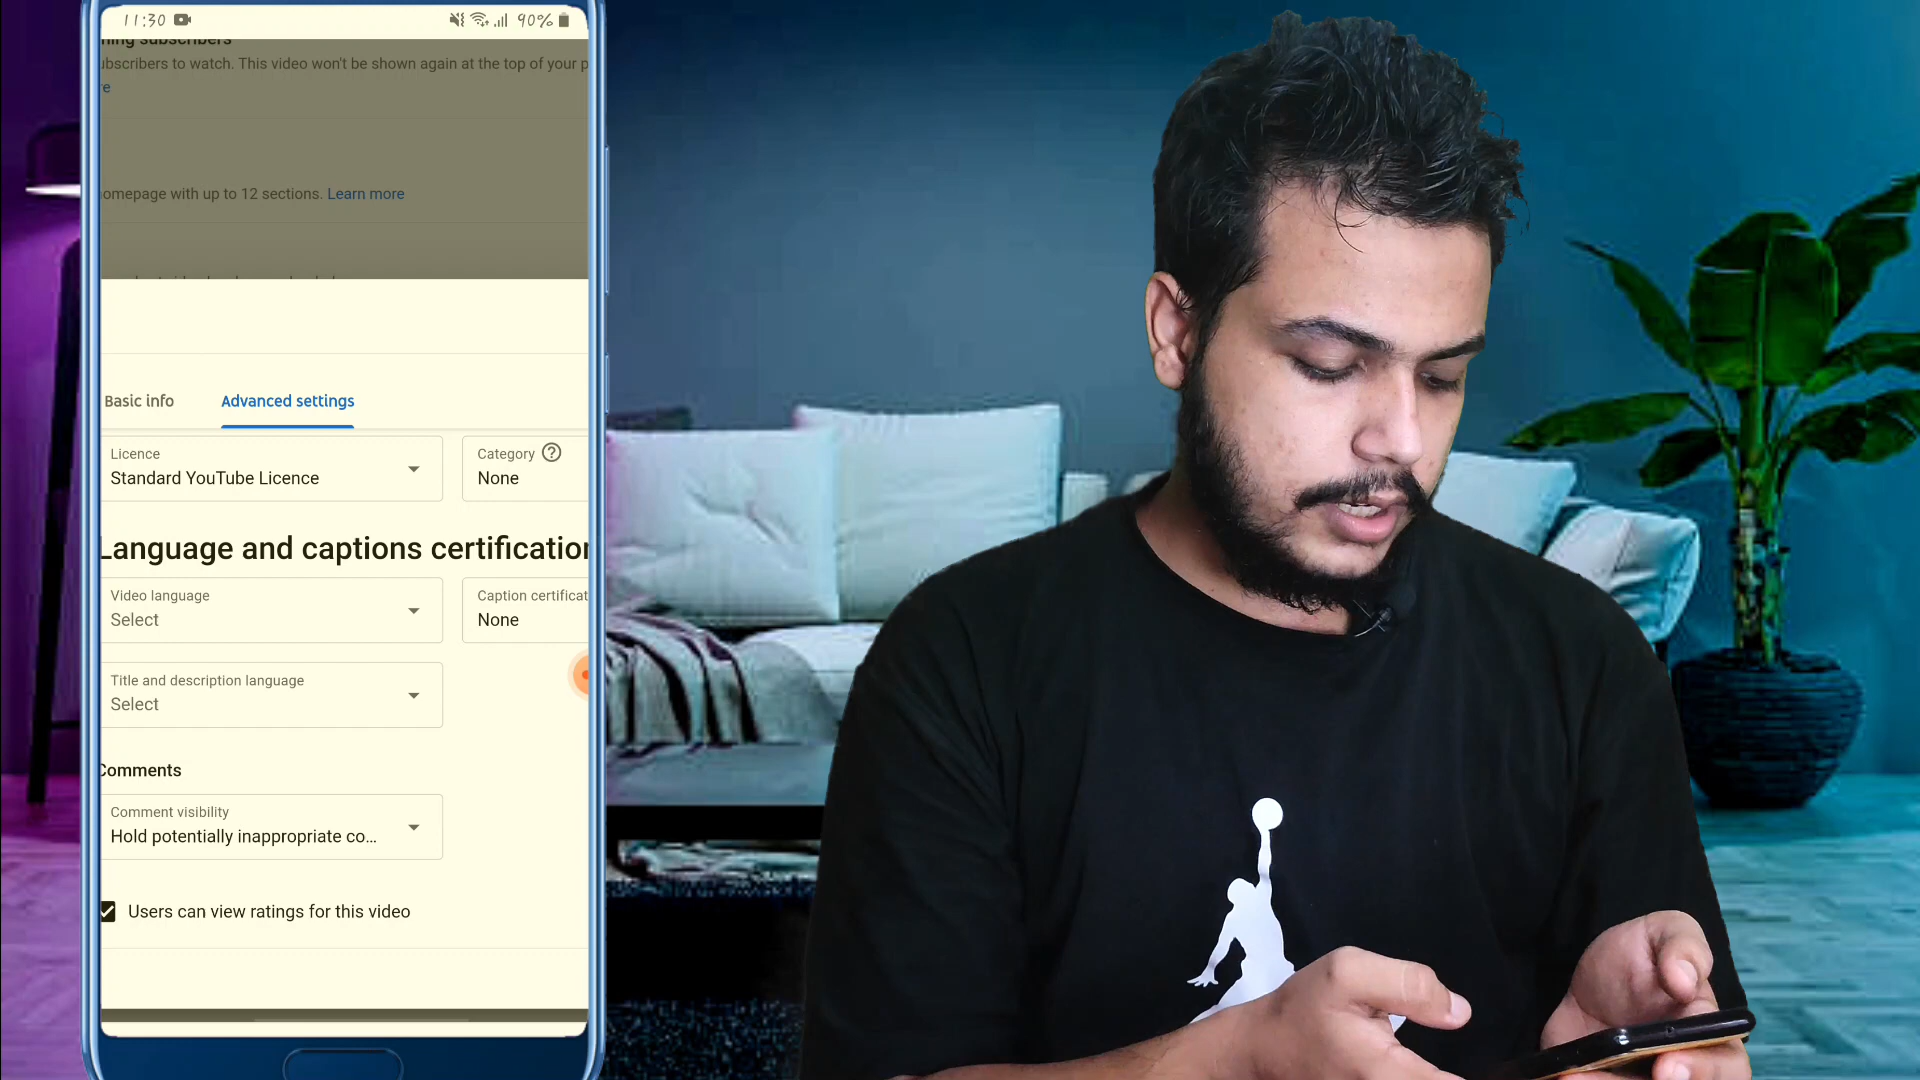 11:30 90%
ning subscribers
ubscribers to watch. This video won't be shown again at the top of your p
re
omepage with up to 12 sections. Learn more
Basic info Advanced settings
Licence Category
Standard YouTube Licence None
Language and captions certification
Video language Caption certificat
Select None
Title and description language
Select
Comments
Comment visibility
Hold potentially inappropriate co...
Users can view ratings for this video